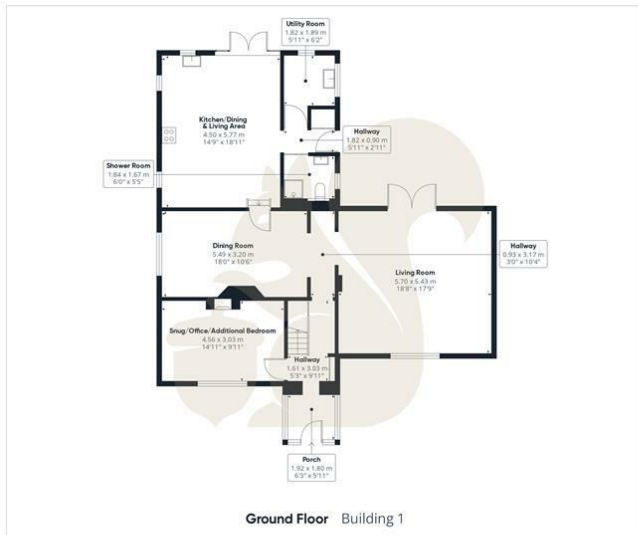 Utility Room
1.82 x 1.89 m
5'11" x 6'2"
Kitchen/Dining
& Living Area
4.50 x 5.77 m
14'9" x 18'11"
Hallway
1.82 x 0.90 m
5'11" x 2'11"
Shower Room
1.84 x 1.67 m
6'0" x 5'5"
Dining Room
5.49 x 3.20 m
18'0" x 10'6"
Hallway
0.93 x 3.17 m
3'0" x 10'4"
Living Room
5.70 x 5.43 m
18'8" x 17'9"
Snug/Office/Additional Bedroom
4.56 x 3.03 m
14'11" x 9'11"
Hallway
1.61 x 3.03 m
5'3" x 9'11"
Porch
1.92 x 1.80 m
6'3" x 5'11"
Ground Floor Building 1